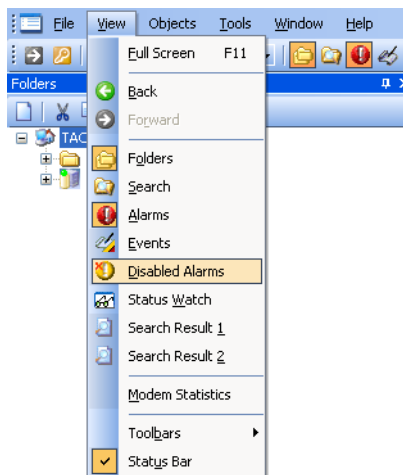 File View Objects Tools Window Help
Full Screen F11
Folders
Back
TAC
Forward
Folders
Search
Alarms
Events
Disabled Alarms
Status Watch
Search Result 1
Search Result 2
Modem Statistics
Toolbars
Status Bar